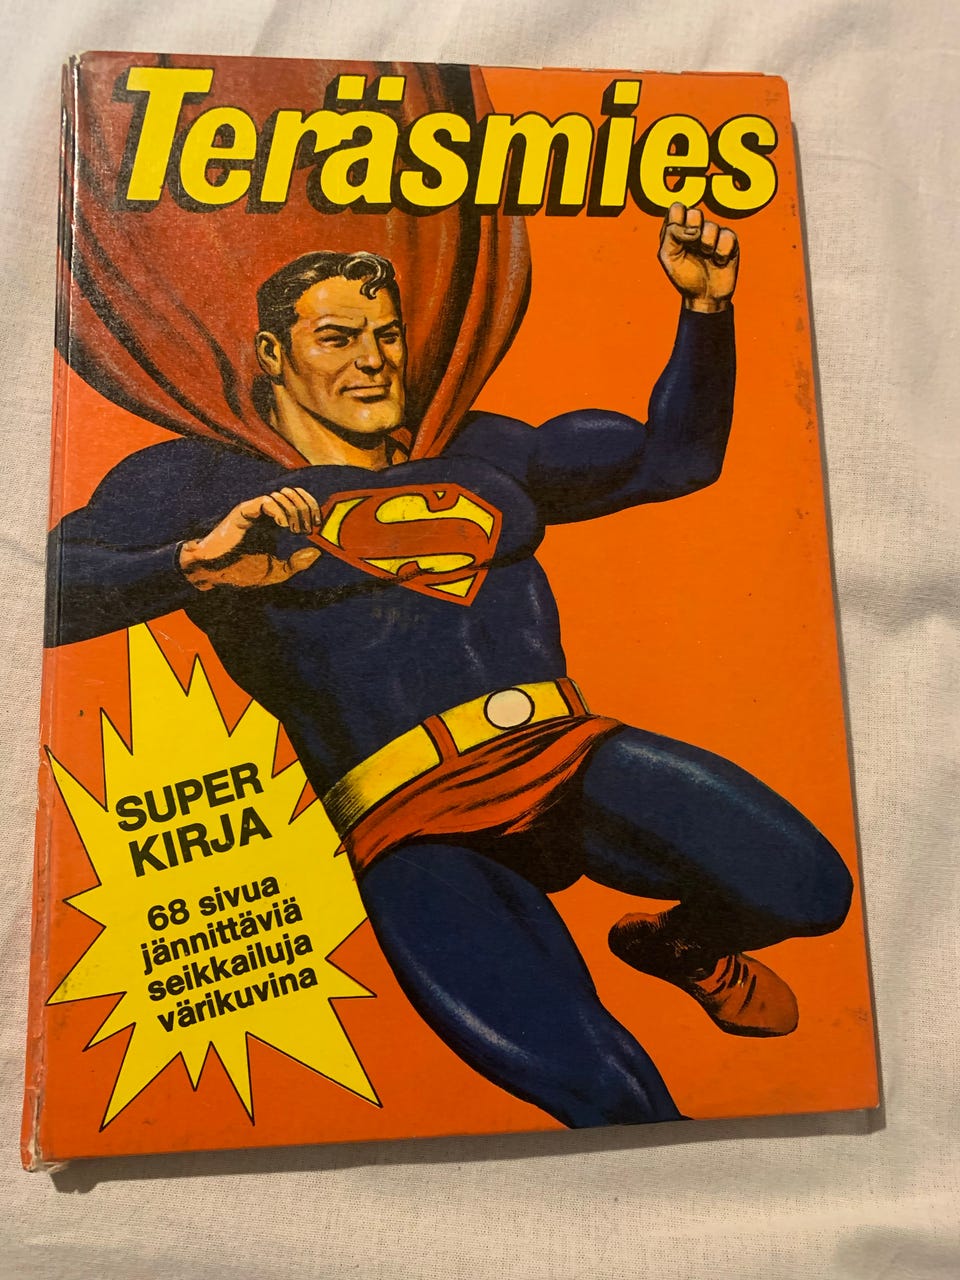 Teräsmies
S
SUPER
KIRJA
68 sivua
jännittäviä
seikkailuja
värikuvina